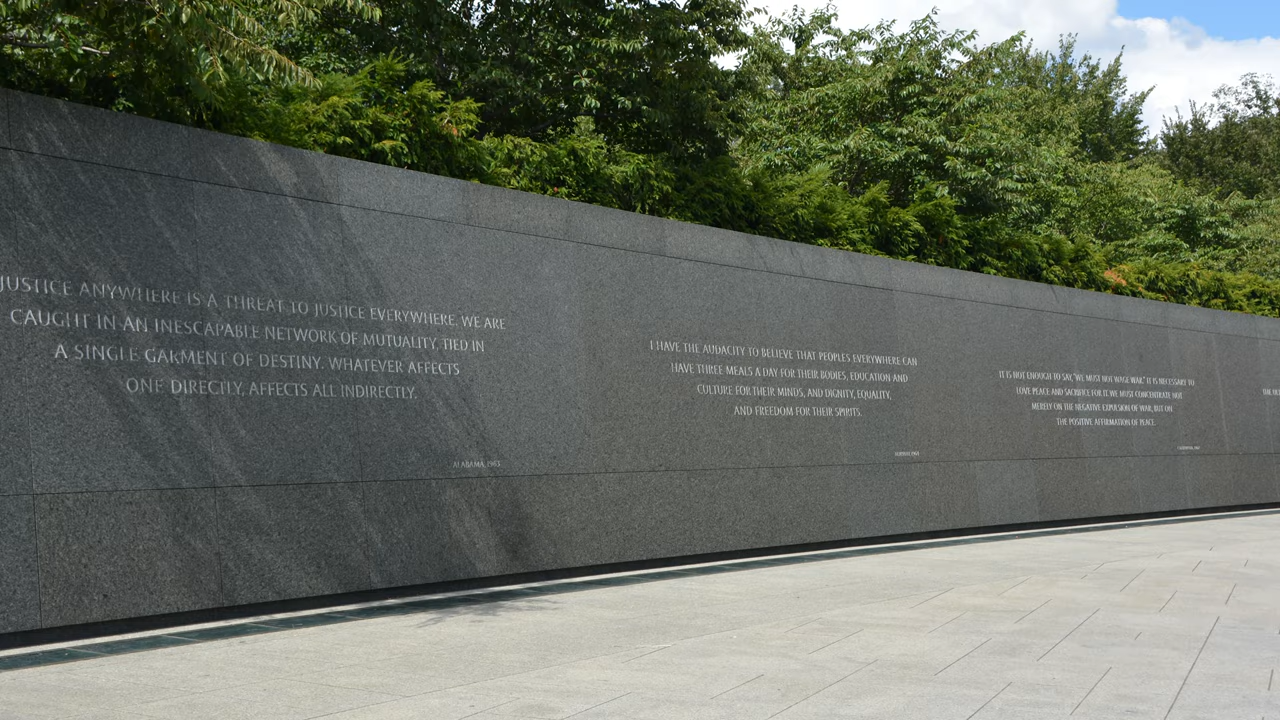 JUSTICE ANYWHERE IS A THREAT TO JUSTICE EVERYWHERE. WE ARE
CAUGHT IN AN INESCAPABLE NETWORK OF MUTUALITY, TIED IN
A SINGLE GARMENT OF DESTINY. WHATEVER AFFECTS
ONE DIRECTLY, AFFECTS ALL INDIRECTLY.
ALABAMA, 1963
I HAVE THE AUDACITY TO BELIEVE THAT PEOPLES EVERYWHERE CAN
HAVE THREE MEALS A DAY FOR THEIR BODIES, EDUCATION AND
CULTURE FOR THEIR MINDS, AND DIGNITY, EQUALITY,
AND FREEDOM FOR THEIR SPIRITS.
NORWAY, 1964
IT IS NOT ENOUGH TO SAY, "WE MUST NOT WAGE WAR." IT IS NECESSARY TO
LOVE PEACE AND SACRIFICE FOR IT. WE MUST CONCENTRATE NOT
MERELY ON THE NEGATIVE EXPULSION OF WAR, BUT ON
THE POSITIVE AFFIRMATION OF PEACE.